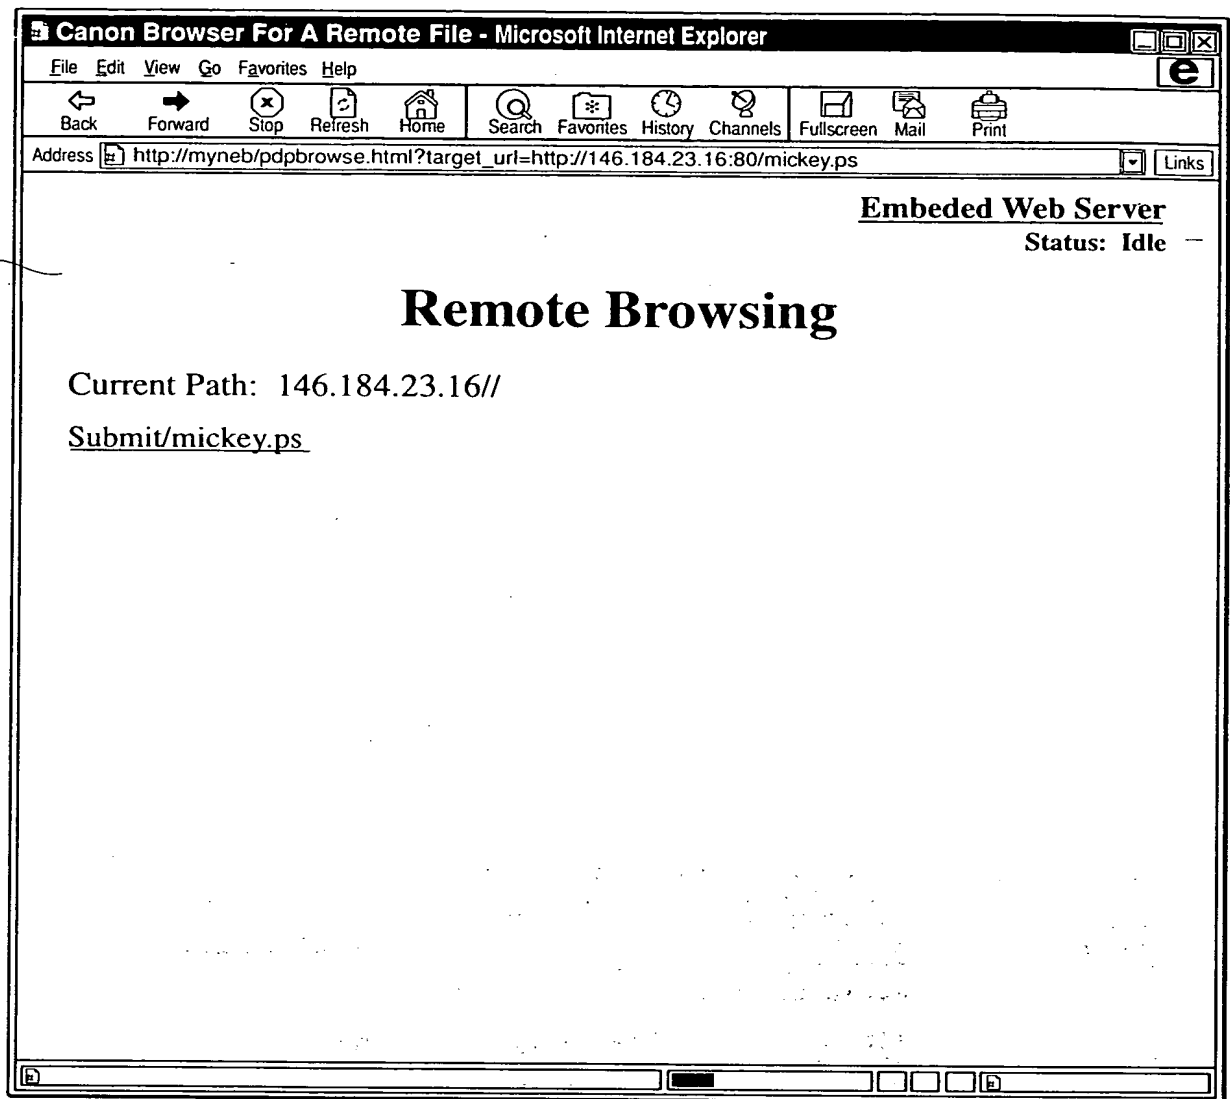 Canon Browser For A Remote File - Microsoft Internet Explorer
File Edit View Go Favorites Help
Back Forward Stop Refresh Home Search Favorites History Channels Fullscreen Mail Print
Address http://myneb/pdpbrowse.html?target_url=http://146.184.23.16:80/mickey.ps Links
Embeded Web Server
Status: Idle
Remote Browsing
Current Path: 146.184.23.16//
Submit/mickey.ps